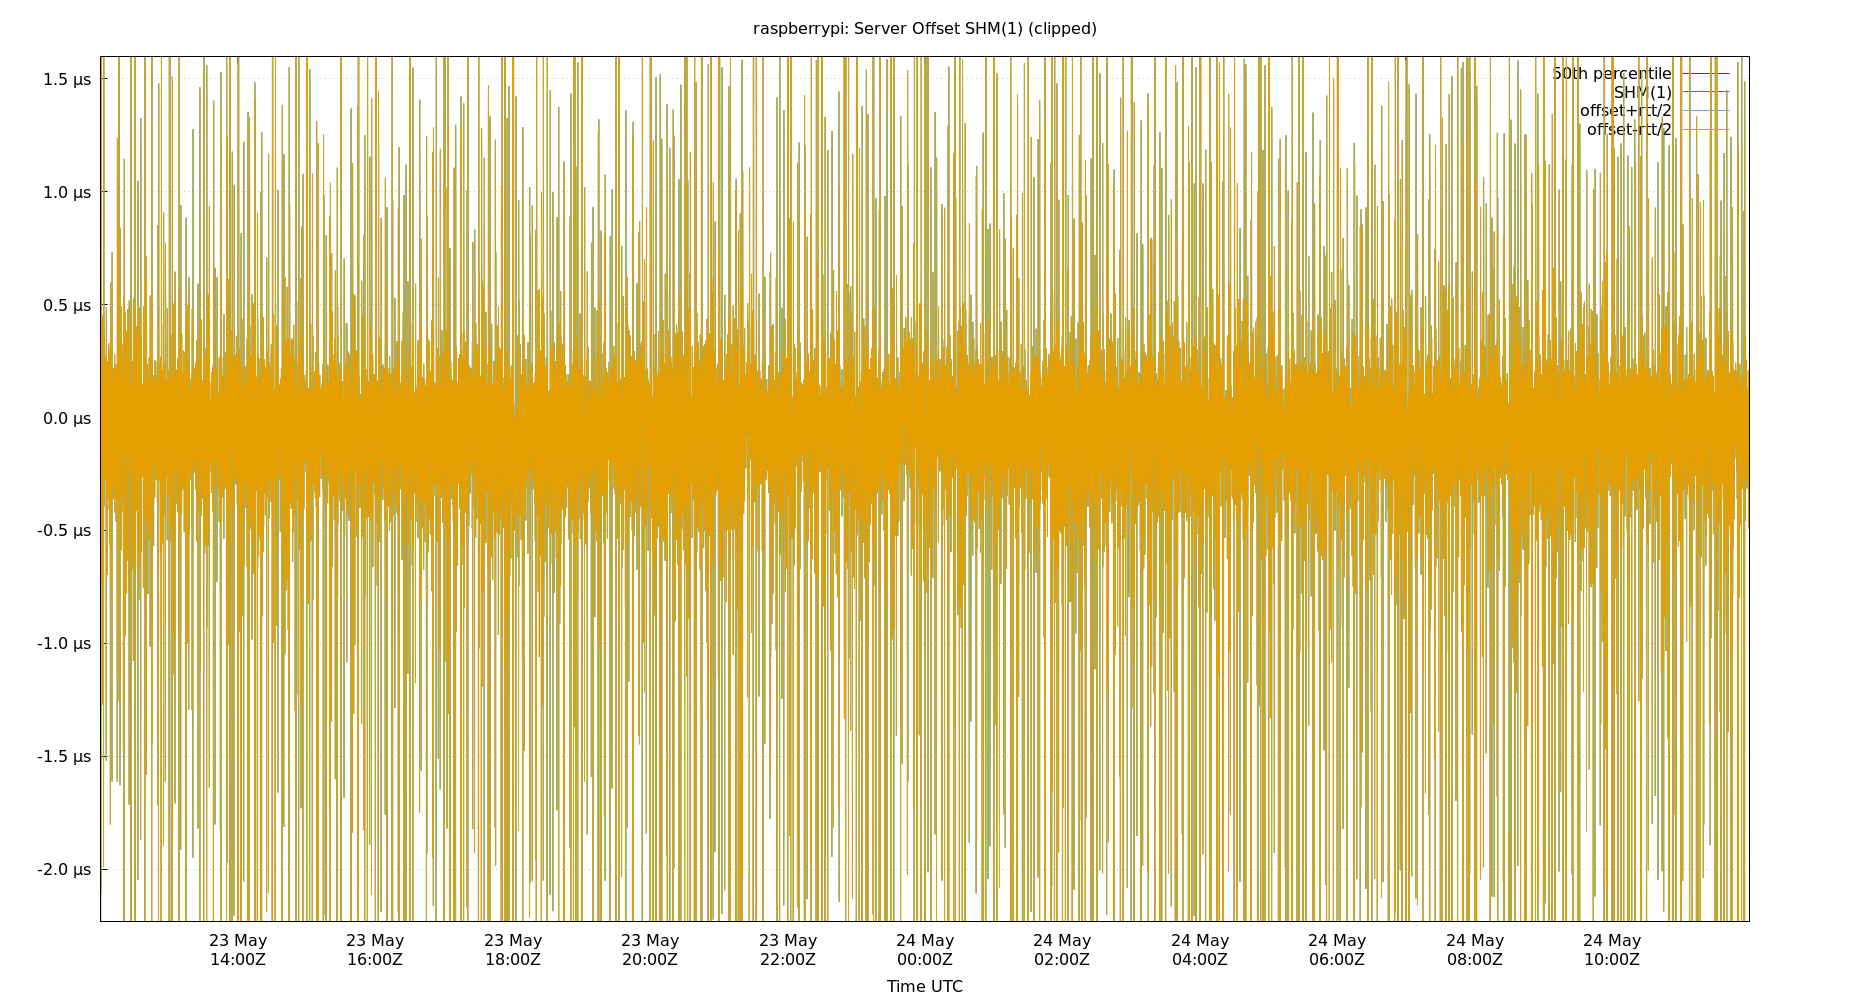 raspberrypi: Server Offset SHM(1) (clipped)
50th percentile
SHM(1)
offset+rtt/2
offset-rtt/2
1.5 µs
1.0 µs
0.5 µs
0.0 µs
-0.5 µs
-1.0 µs
-1.5 µs
-2.0 µs
23 May 23 May 23 May 23 May 23 May 24 May 24 May 24 May 24 May 24 May 24 May
14:00Z 16:00Z 18:00Z 20:00Z 22:00Z 00:00Z 02:00Z 04:00Z 06:00Z 08:00Z 10:00Z
Time UTC